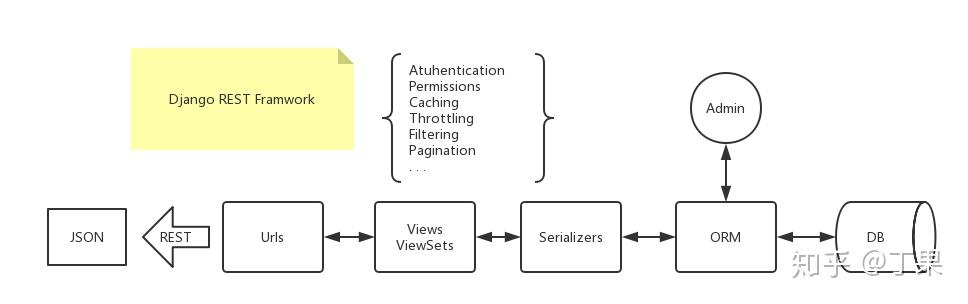 Django REST Framwork
Atuhentication
Permissions
Caching
Throttling
Filtering
Pagination
. . .
Admin
JSON
REST
Urls
Views
ViewSets
Serializers
ORM
DB
知乎 @丁果